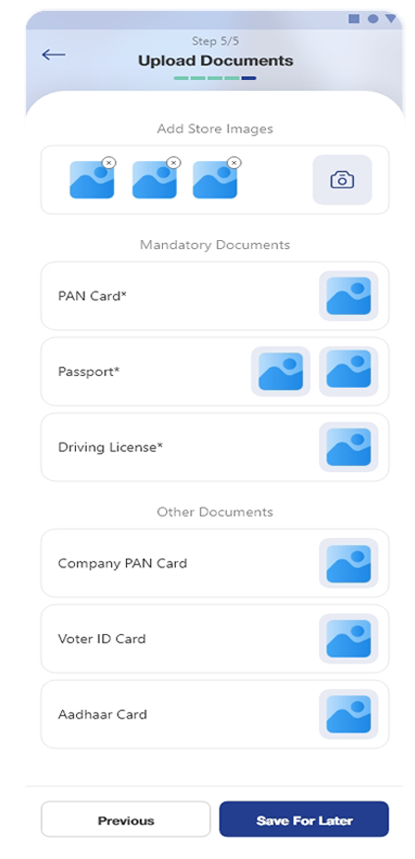 Step 5/5
Upload Documents
Add Store Images
Mandatory Documents
PAN Card*
Passport*
Driving License*
Other Documents
Company PAN Card
Voter ID Card
Aadhaar Card
Previous
Save For Later